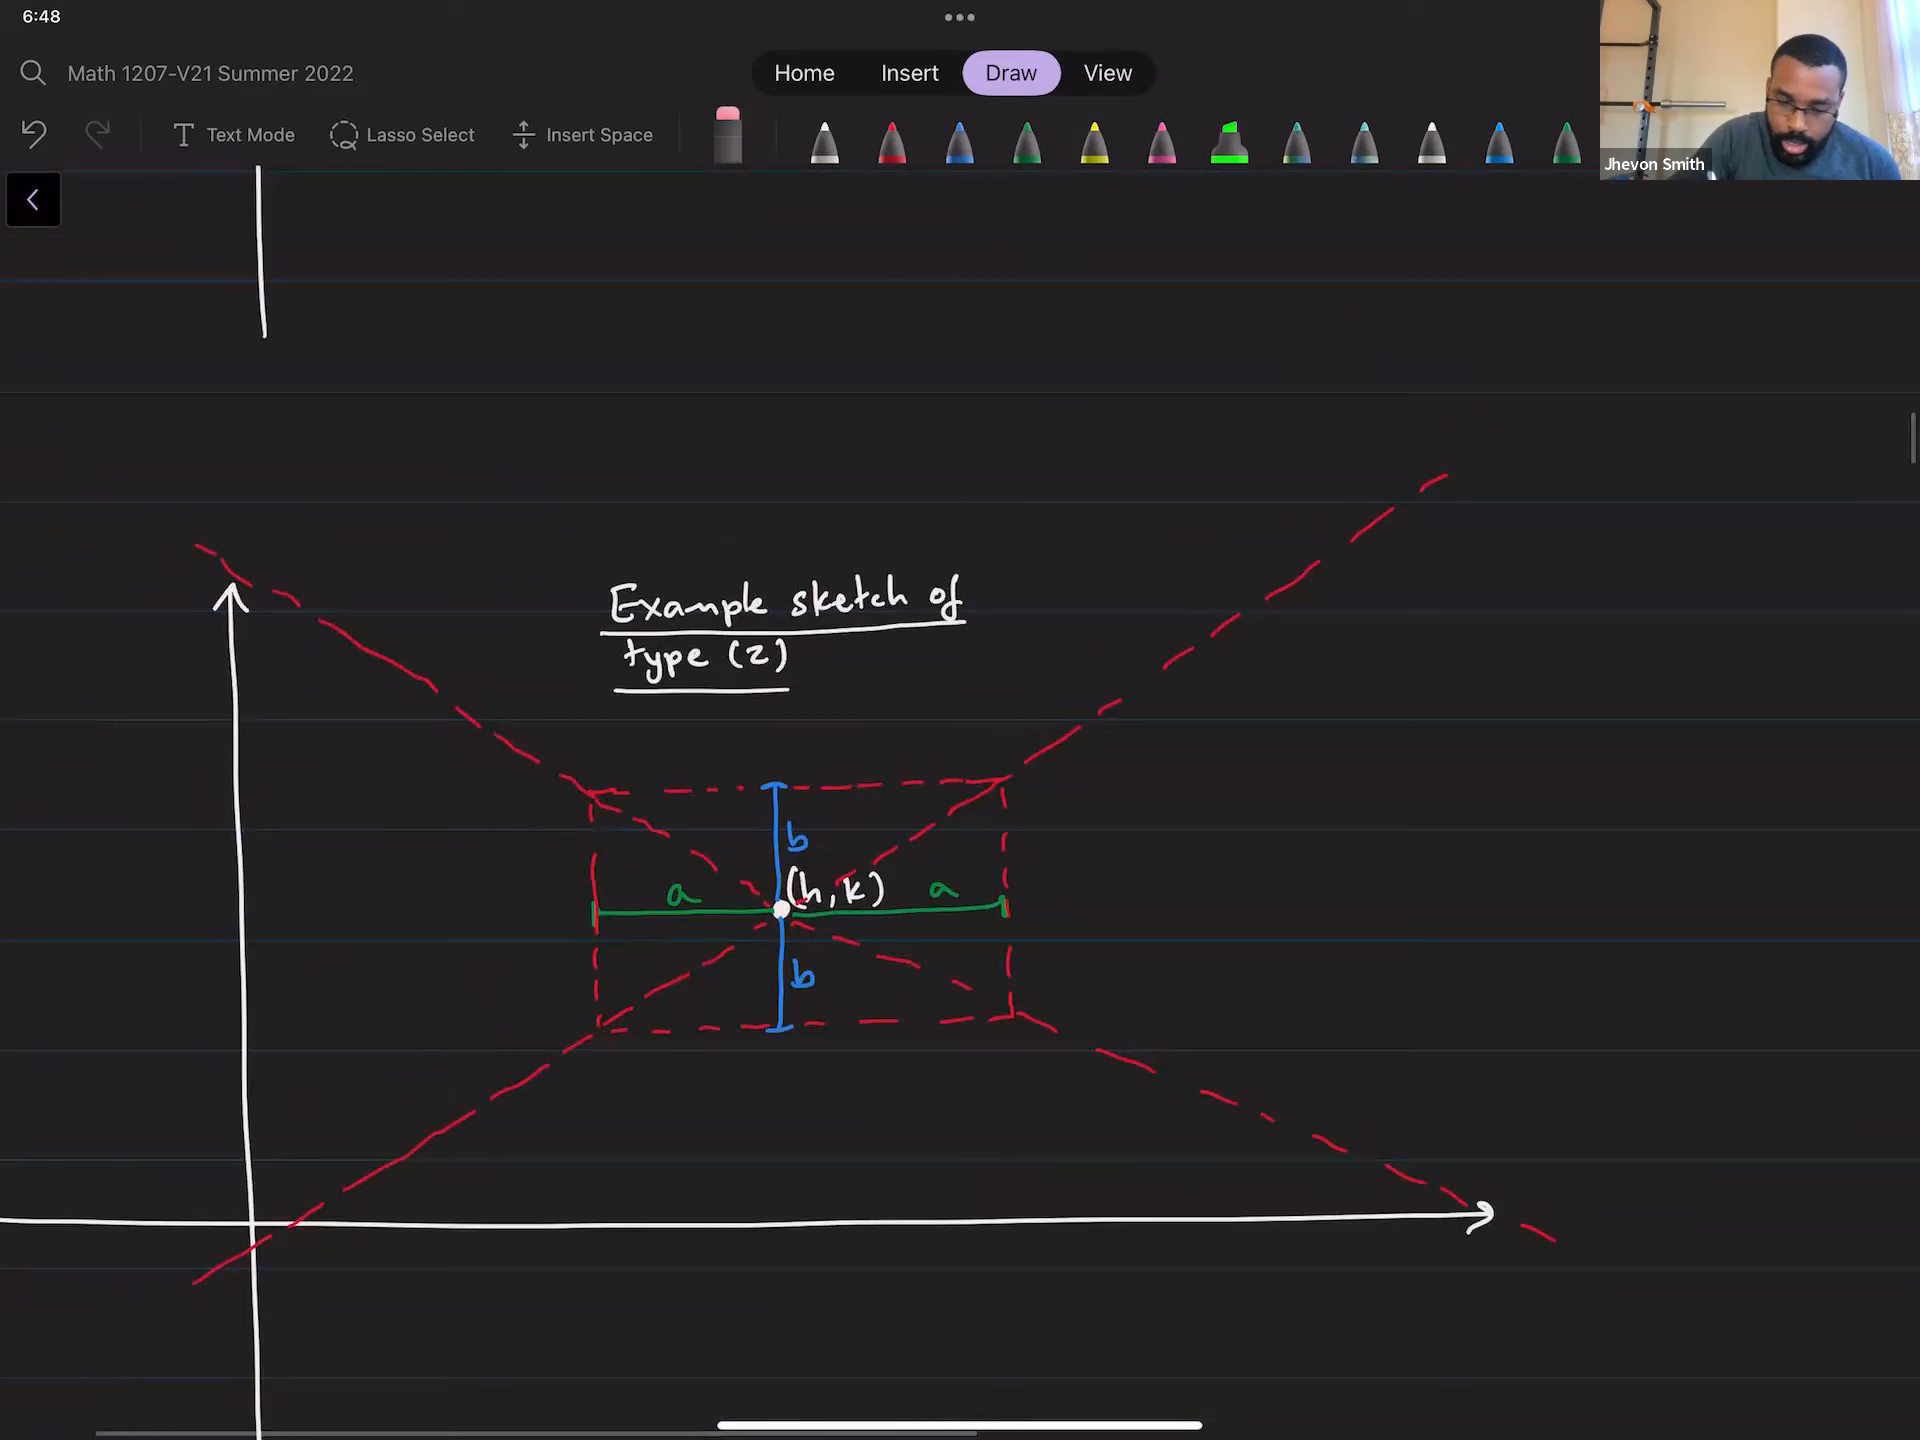 6:48
Math 1207-V21 Summer 2022
Home Insert Draw View
Text Mode Lasso Select Insert Space
Jhevon Smith
Example sketch of
type (2)
b
(h, k)
a a
b